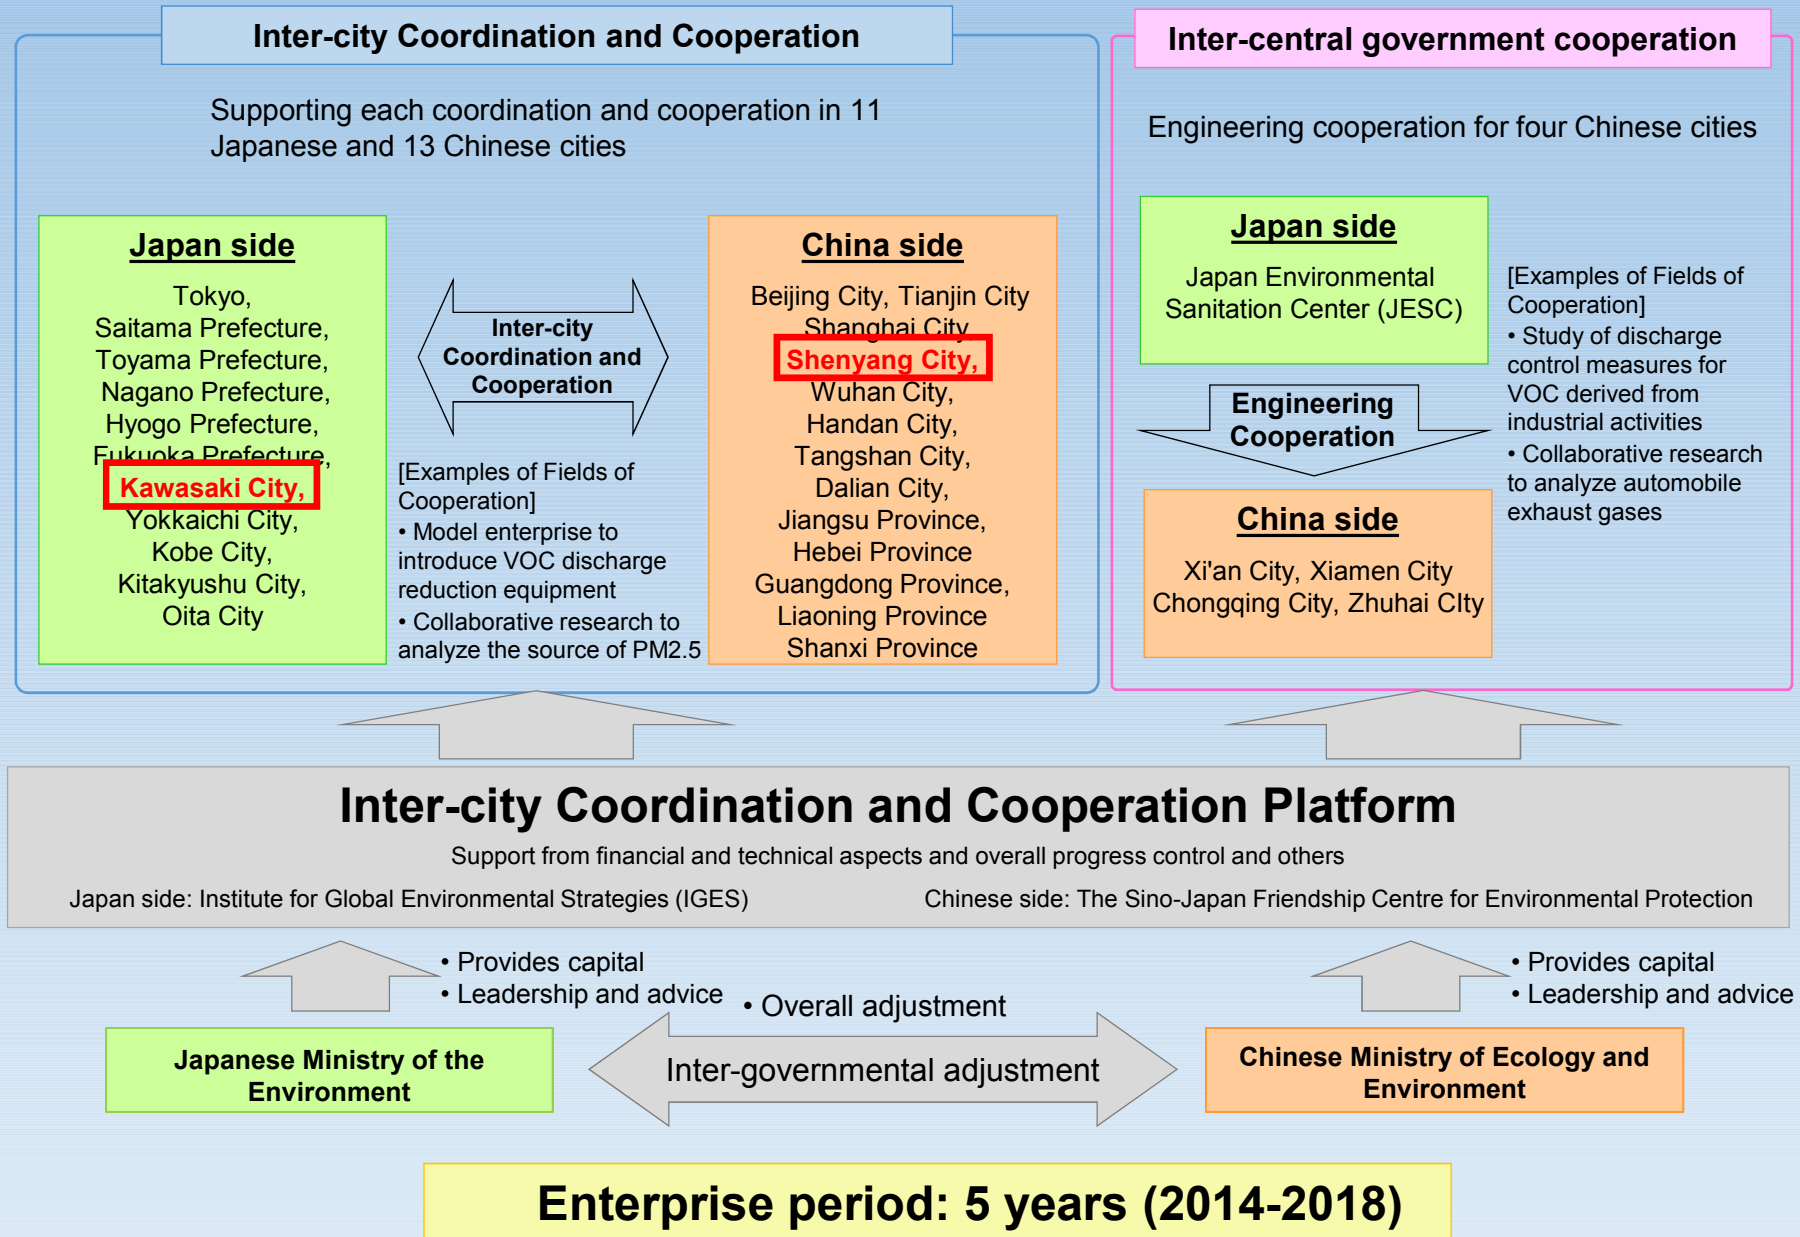 Inter-city Coordination and Cooperation
Supporting each coordination and cooperation in 11
Japanese and 13 Chinese cities
Japan side
Tokyo,
Saitama Prefecture,
Toyama Prefecture,
Nagano Prefecture,
Hyogo Prefecture,
Fukuoka Prefecture,
Kawasaki City,
Yokkaichi City,
Kobe City,
Kitakyushu City,
Oita City
Inter-city
Coordination and
Cooperation
[Examples of Fields of
Cooperation]
• Model enterprise to
introduce VOC discharge
reduction equipment
• Collaborative research to
analyze the source of PM2.5
China side
Beijing City, Tianjin City
Shanghai City,
Shenyang City,
Wuhan City,
Handan City,
Tangshan City,
Dalian City,
Jiangsu Province,
Hebei Province
Guangdong Province,
Liaoning Province
Shanxi Province
Inter-central government cooperation
Engineering cooperation for four Chinese cities
Japan side
Japan Environmental
Sanitation Center (JESC)
Engineering
Cooperation
China side
Xi'an City, Xiamen City
Chongqing City, Zhuhai CIty
[Examples of Fields of
Cooperation]
• Study of discharge
control measures for
VOC derived from
industrial activities
• Collaborative research
to analyze automobile
exhaust gases
Inter-city Coordination and Cooperation Platform
Support from financial and technical aspects and overall progress control and others
Japan side: Institute for Global Environmental Strategies (IGES)
Chinese side: The Sino-Japan Friendship Centre for Environmental Protection
• Provides capital
• Leadership and advice
• Overall adjustment
• Provides capital
• Leadership and advice
Japanese Ministry of the
Environment
Inter-governmental adjustment
Chinese Ministry of Ecology and
Environment
Enterprise period: 5 years (2014-2018)